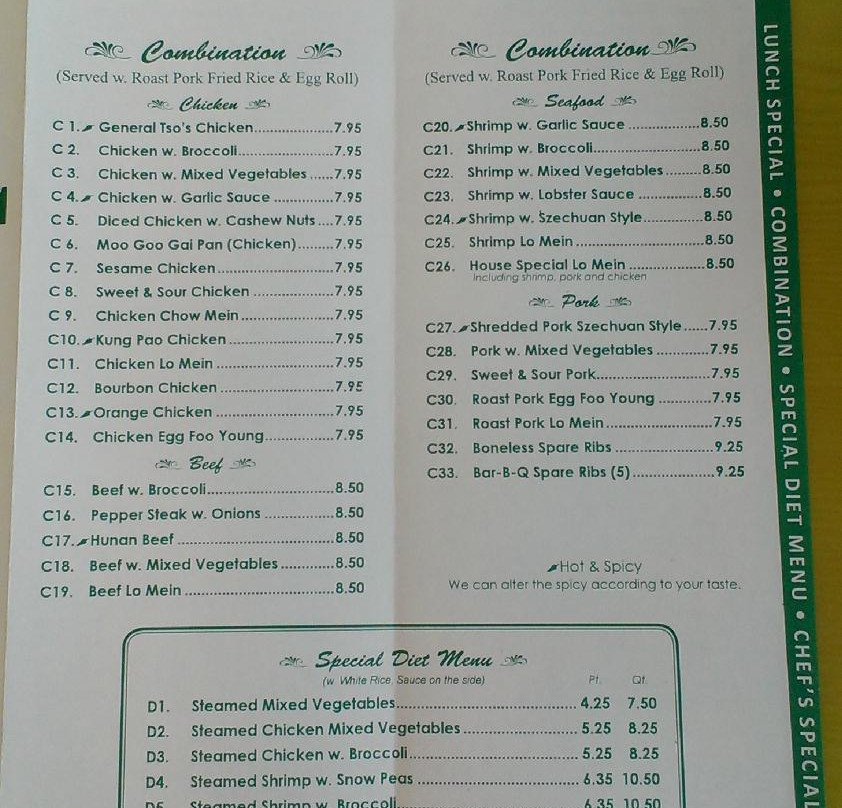 Combination
(Served w. Roast Pork Fried Rice & Egg Roll)
Chicken
C 1. General Tso's Chicken....................7.95
C 2. Chicken w. Broccoli........................7.95
C 3. Chicken w. Mixed Vegetables ......7.95
C 4. Chicken w. Garlic Sauce ...............7.95
C 5. Diced Chicken w. Cashew Nuts....7.95
C 6. Moo Goo Gai Pan (Chicken).........7.95
C 7. Sesame Chicken.............................7.95
C 8. Sweet & Sour Chicken ....................7.95
C 9. Chicken Chow Mein.......................7.95
C10. Kung Pao Chicken..........................7.95
C11. Chicken Lo Mein .............................7.95
C12. Bourbon Chicken ............................7.95
C13. Orange Chicken .............................7.95
C14. Chicken Egg Foo Young.................7.95
Beef
C15. Beef w. Broccoli................................8.50
C16. Pepper Steak w. Onions .................8.50
C17. Hunan Beef ......................................8.50
C18. Beef w. Mixed Vegetables .............8.50
C19. Beef Lo Mein .....................................8.50
Combination
(Served w. Roast Pork Fried Rice & Egg Roll)
Seafood
C20. Shrimp w. Garlic Sauce ..................8.50
C21. Shrimp w. Broccoli...........................8.50
C22. Shrimp w. Mixed Vegetables.........8.50
C23. Shrimp w. Lobster Sauce ................8.50
C24. Shrimp w. Szechuan Style..............8.50
C25. Shrimp Lo Mein ................................8.50
C26. House Special Lo Mein ...................8.50
Including shrimp, pork and chicken
Pork
C27. Shredded Pork Szechuan Style......7.95
C28. Pork w. Mixed Vegetables .............7.95
C29. Sweet & Sour Pork............................7.95
C30. Roast Pork Egg Foo Young .............7.95
C31. Roast Pork Lo Mein..........................7.95
C32. Boneless Spare Ribs ........................9.25
C33. Bar-B-Q Spare Ribs (5) ....................9.25
Hot & Spicy
We can alter the spicy according to your taste.
Special Diet Menu
(w. White Rice, Sauce on the side) Pt. Qt.
D1. Steamed Mixed Vegetables............................................ 4.25 7.50
D2. Steamed Chicken Mixed Vegetables ............................ 5.25 8.25
D3. Steamed Chicken w. Broccoli......................................... 5.25 8.25
D4. Steamed Shrimp w. Snow Peas ....................................... 6.35 10.50
D5. Steamed Shrimp w. Broccoli............................................ 6.35 10.50
LUNCH SPECIAL • COMBINATION • SPECIAL DIET MENU • CHEF'S SPECIAL